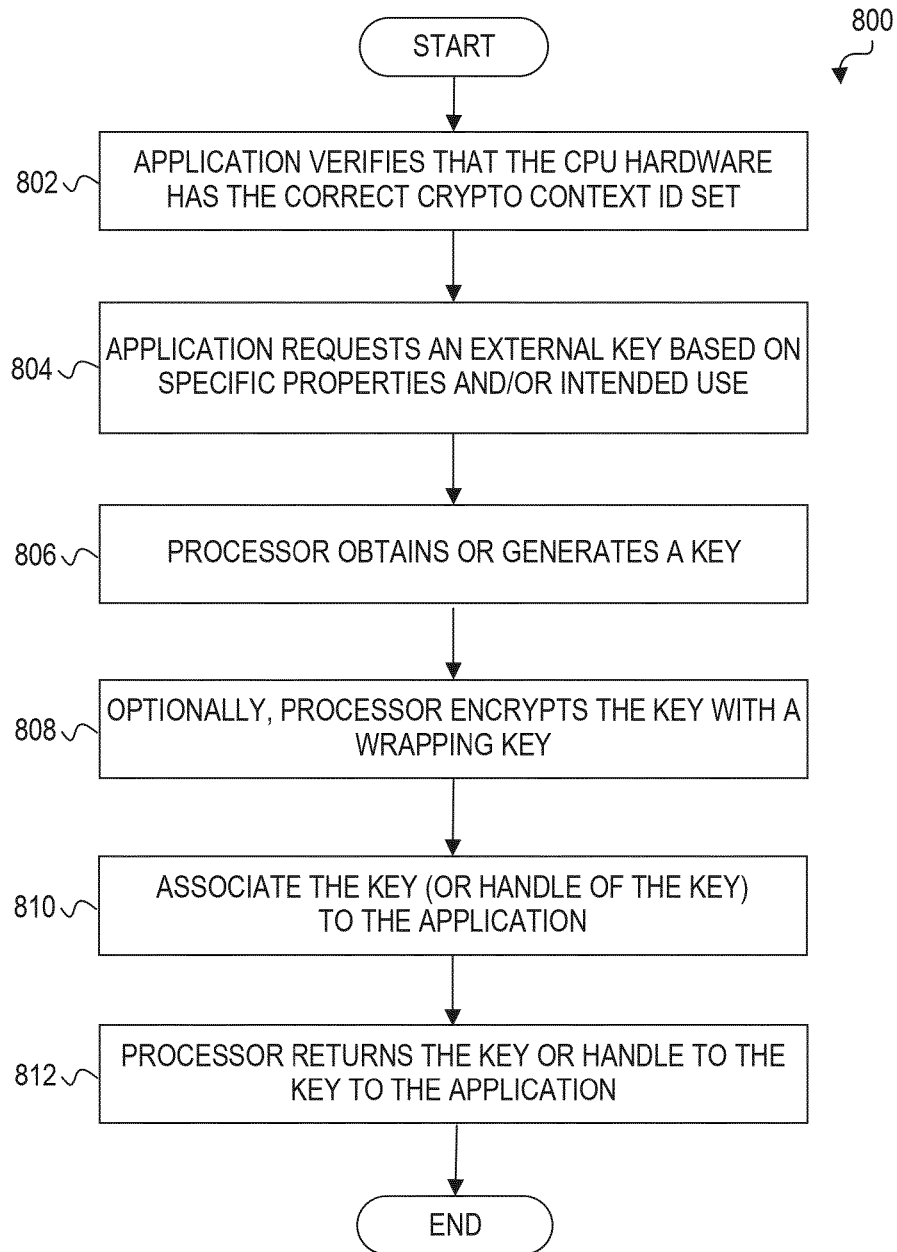 START
800
802
APPLICATION VERIFIES THAT THE CPU HARDWARE
HAS THE CORRECT CRYPTO CONTEXT ID SET
804
APPLICATION REQUESTS AN EXTERNAL KEY BASED ON
SPECIFIC PROPERTIES AND/OR INTENDED USE
806
PROCESSOR OBTAINS OR GENERATES A KEY
808
OPTIONALLY, PROCESSOR ENCRYPTS THE KEY WITH A
WRAPPING KEY
810
ASSOCIATE THE KEY (OR HANDLE OF THE KEY)
TO THE APPLICATION
812
PROCESSOR RETURNS THE KEY OR HANDLE TO THE
KEY TO THE APPLICATION
END